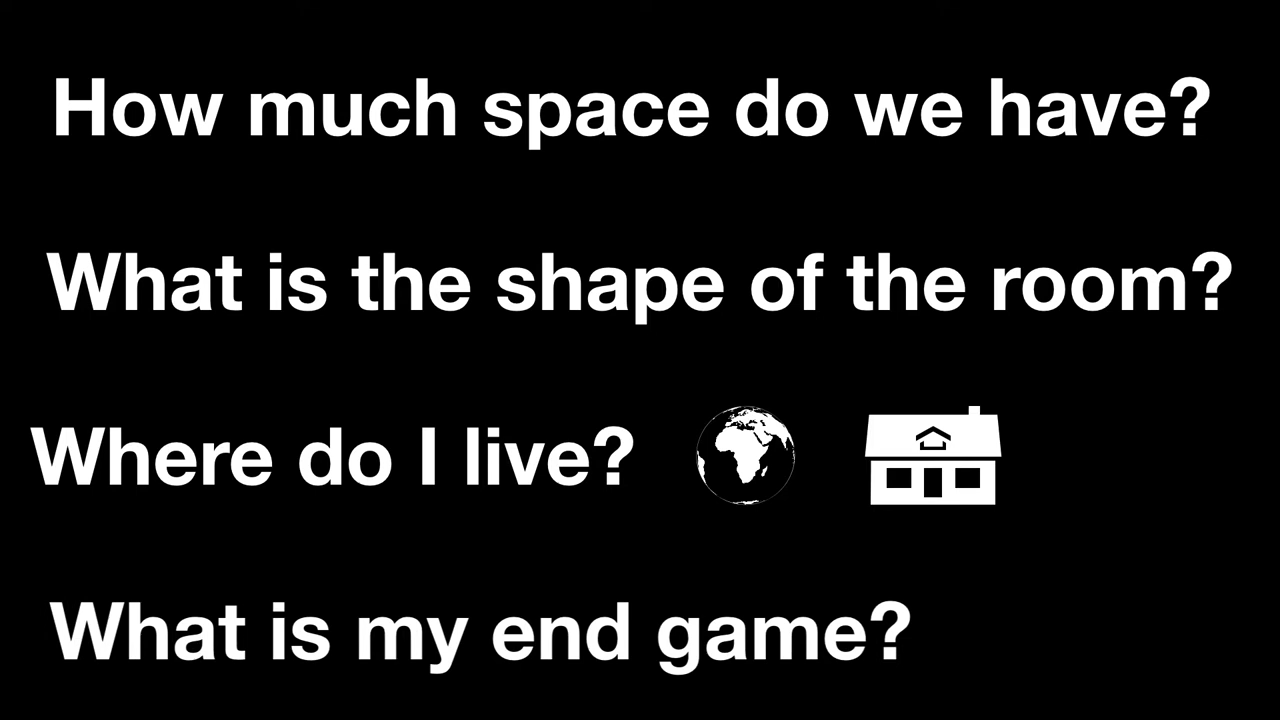 How much space do we have?
What is the shape of the room?
Where do I live?
What is my end game?